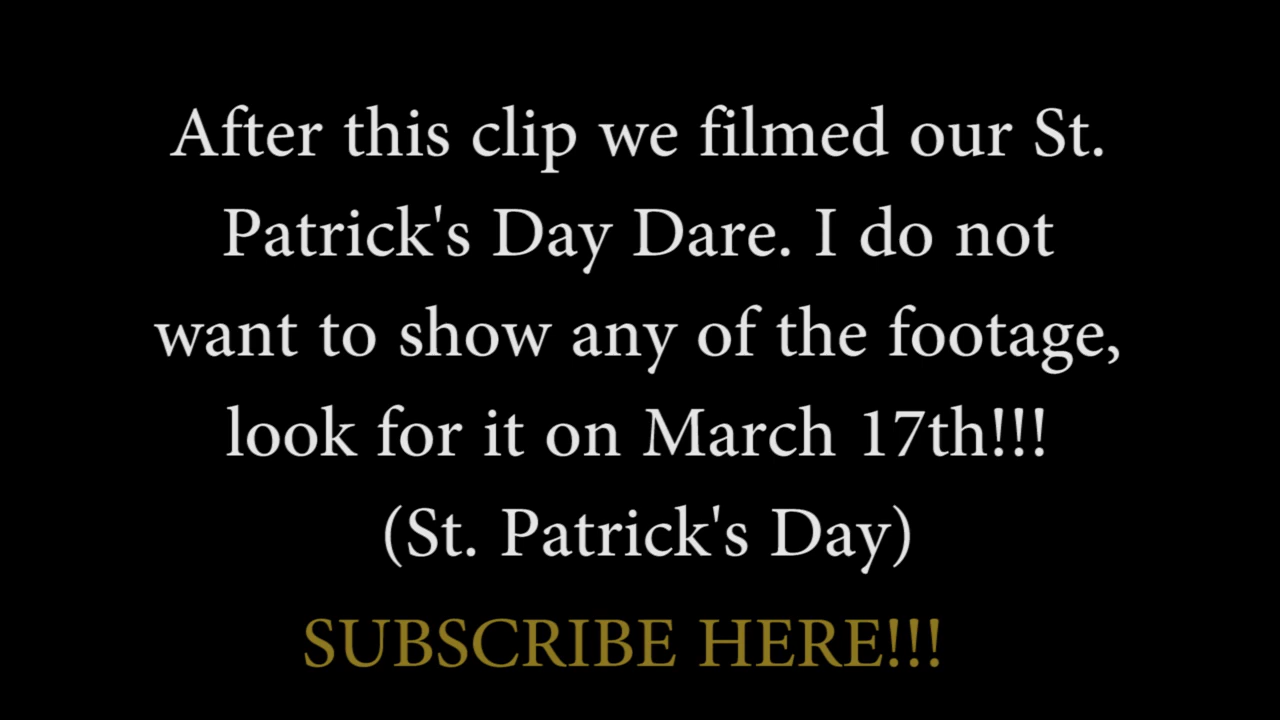 After this clip we filmed our St.
Patrick's Day Dare. I do not
want to show any of the footage,
look for it on March 17th!!!
(St. Patrick's Day)
SUBSCRIBE HERE!!!